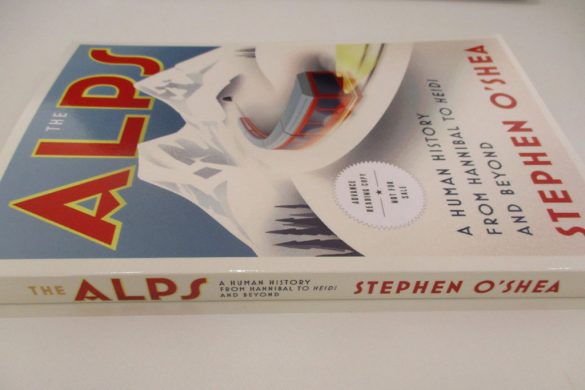 THE
ALPS
A HUMAN HISTORY
FROM HANNIBAL TO HEIDI
AND BEYOND
STEPHEN O'SHEA
ADVANCE
READING COPY
★
NOT FOR
SALE
THE ALPS
A HUMAN HISTORY
FROM HANNIBAL TO HEIDI
AND BEYOND
STEPHEN O'SHEA